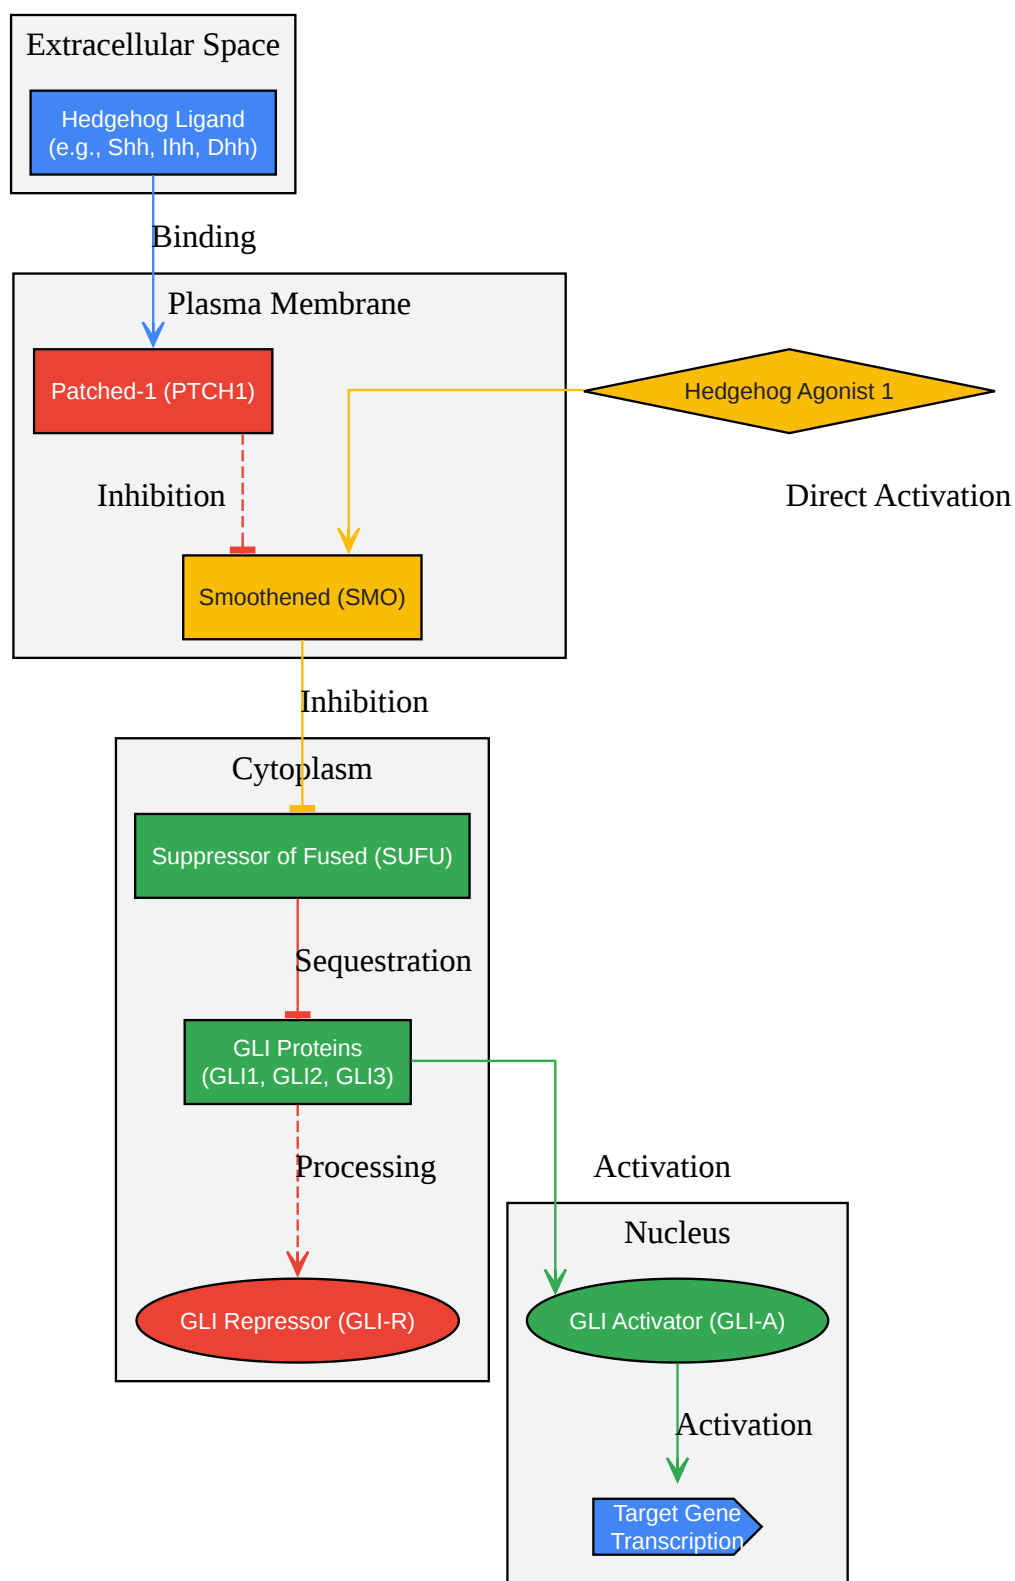 Extracellular Space
Hedgehog Ligand
(e.g., Shh, Ihh, Dhh)
Binding
Plasma Membrane
Patched-1 (PTCH1)
Hedgehog Agonist 1
Inhibition
Direct Activation
Smoothened (SMO)
Inhibition
Cytoplasm
Suppressor of Fused (SUFU)
Sequestration
GLI Proteins
(GLI1, GLI2, GLI3)
Processing
Activation
Nucleus
GLI Repressor (GLI-R)
GLI Activator (GLI-A)
Activation
Target Gene
Transcription